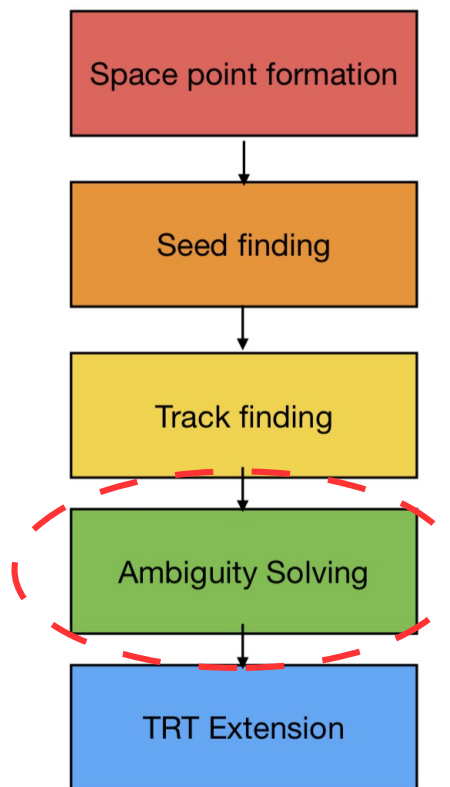 Space point formation
Seed finding
Track finding
Ambiguity Solving
TRT Extension